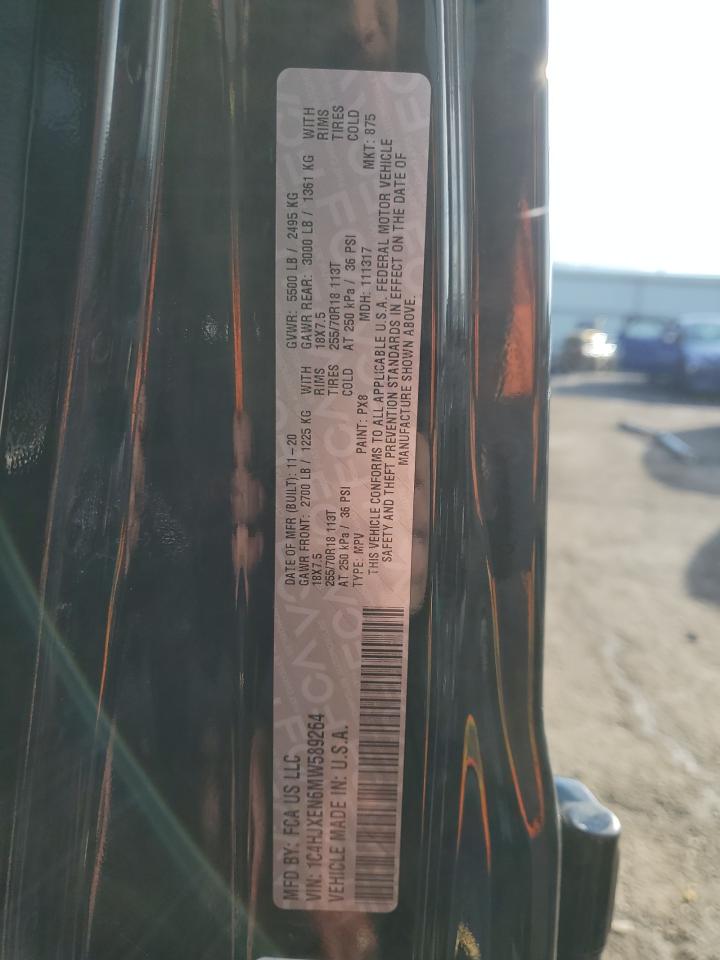 MFD BY: FCA US LLC
DATE OF MFR (BUILT): 11-20
GVWR: 5500 LB / 2495 KG
GAWR FRONT: 2700 LB / 1225 KG WITH
GAWR REAR: 3000 LB / 1361 KG WITH
18X7.5 RIMS
18X7.5 RIMS
255/70R18 113T TIRES
255/70R18 113T TIRES
AT 250 kPa / 36 PSI COLD
AT 250 kPa / 36 PSI COLD
VIN: 1C4HJXEN6MW589264
TYPE: MPV
PAINT: PX8
MDH: 111317
MKT: 875
VEHICLE MADE IN: U.S.A.
THIS VEHICLE CONFORMS TO ALL APPLICABLE U.S.A. FEDERAL MOTOR VEHICLE
SAFETY AND THEFT PREVENTION STANDARDS IN EFFECT ON THE DATE OF
MANUFACTURE SHOWN ABOVE.